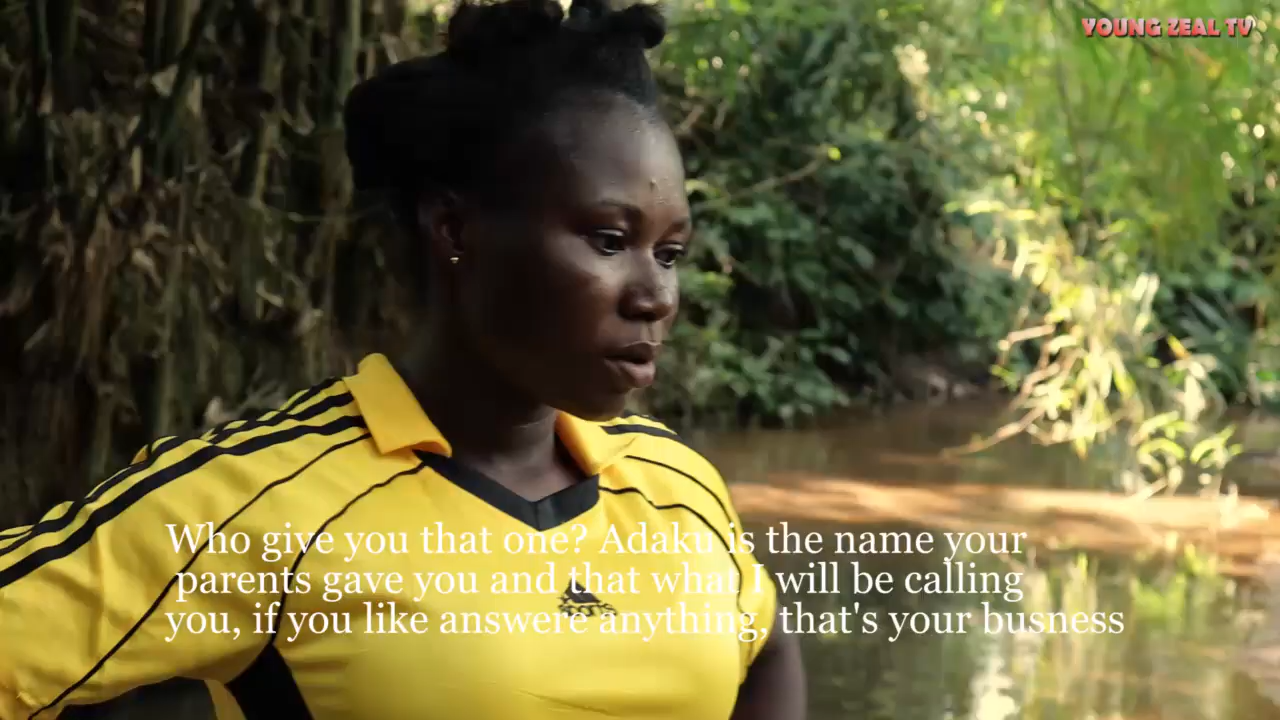 YOUNG ZEAL TV
Who give you that one? Adaku is the name your
parents gave you and that what I will be calling
you, if you like answere anything, that's your busness